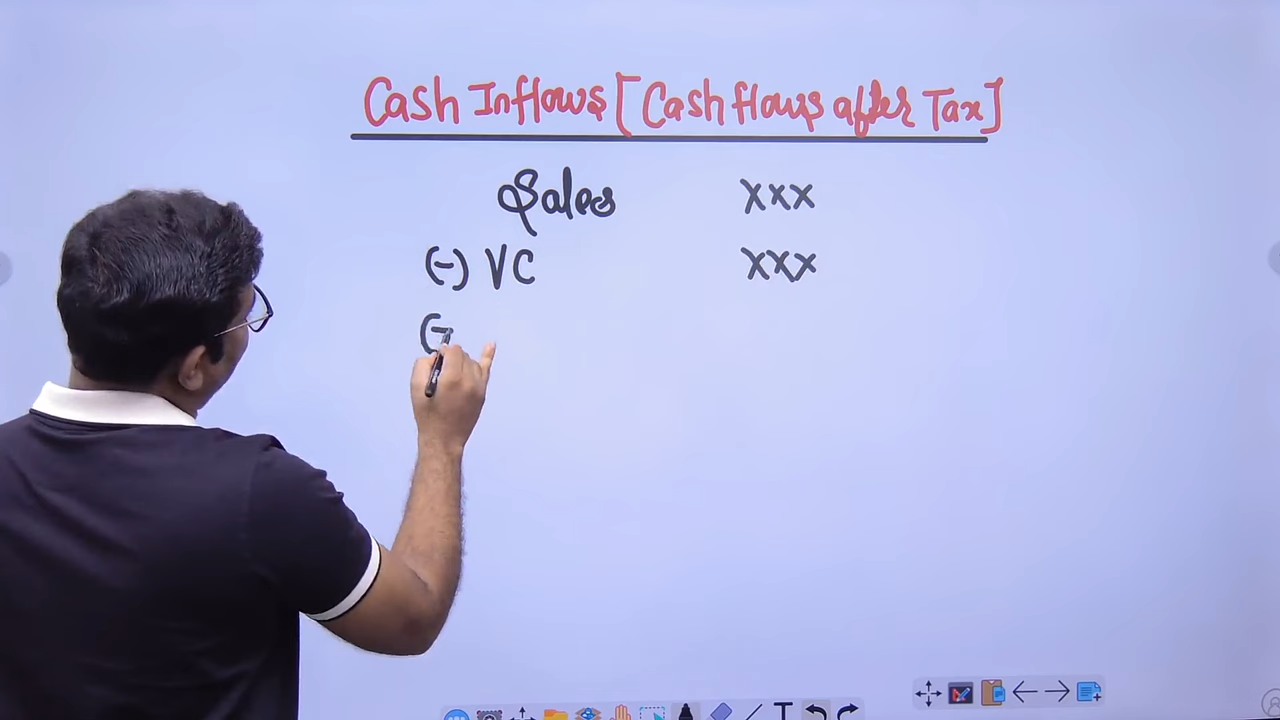 Cash Inflows [Cash flows after Tax]
Sales xxx
(-) VC xxx
(-